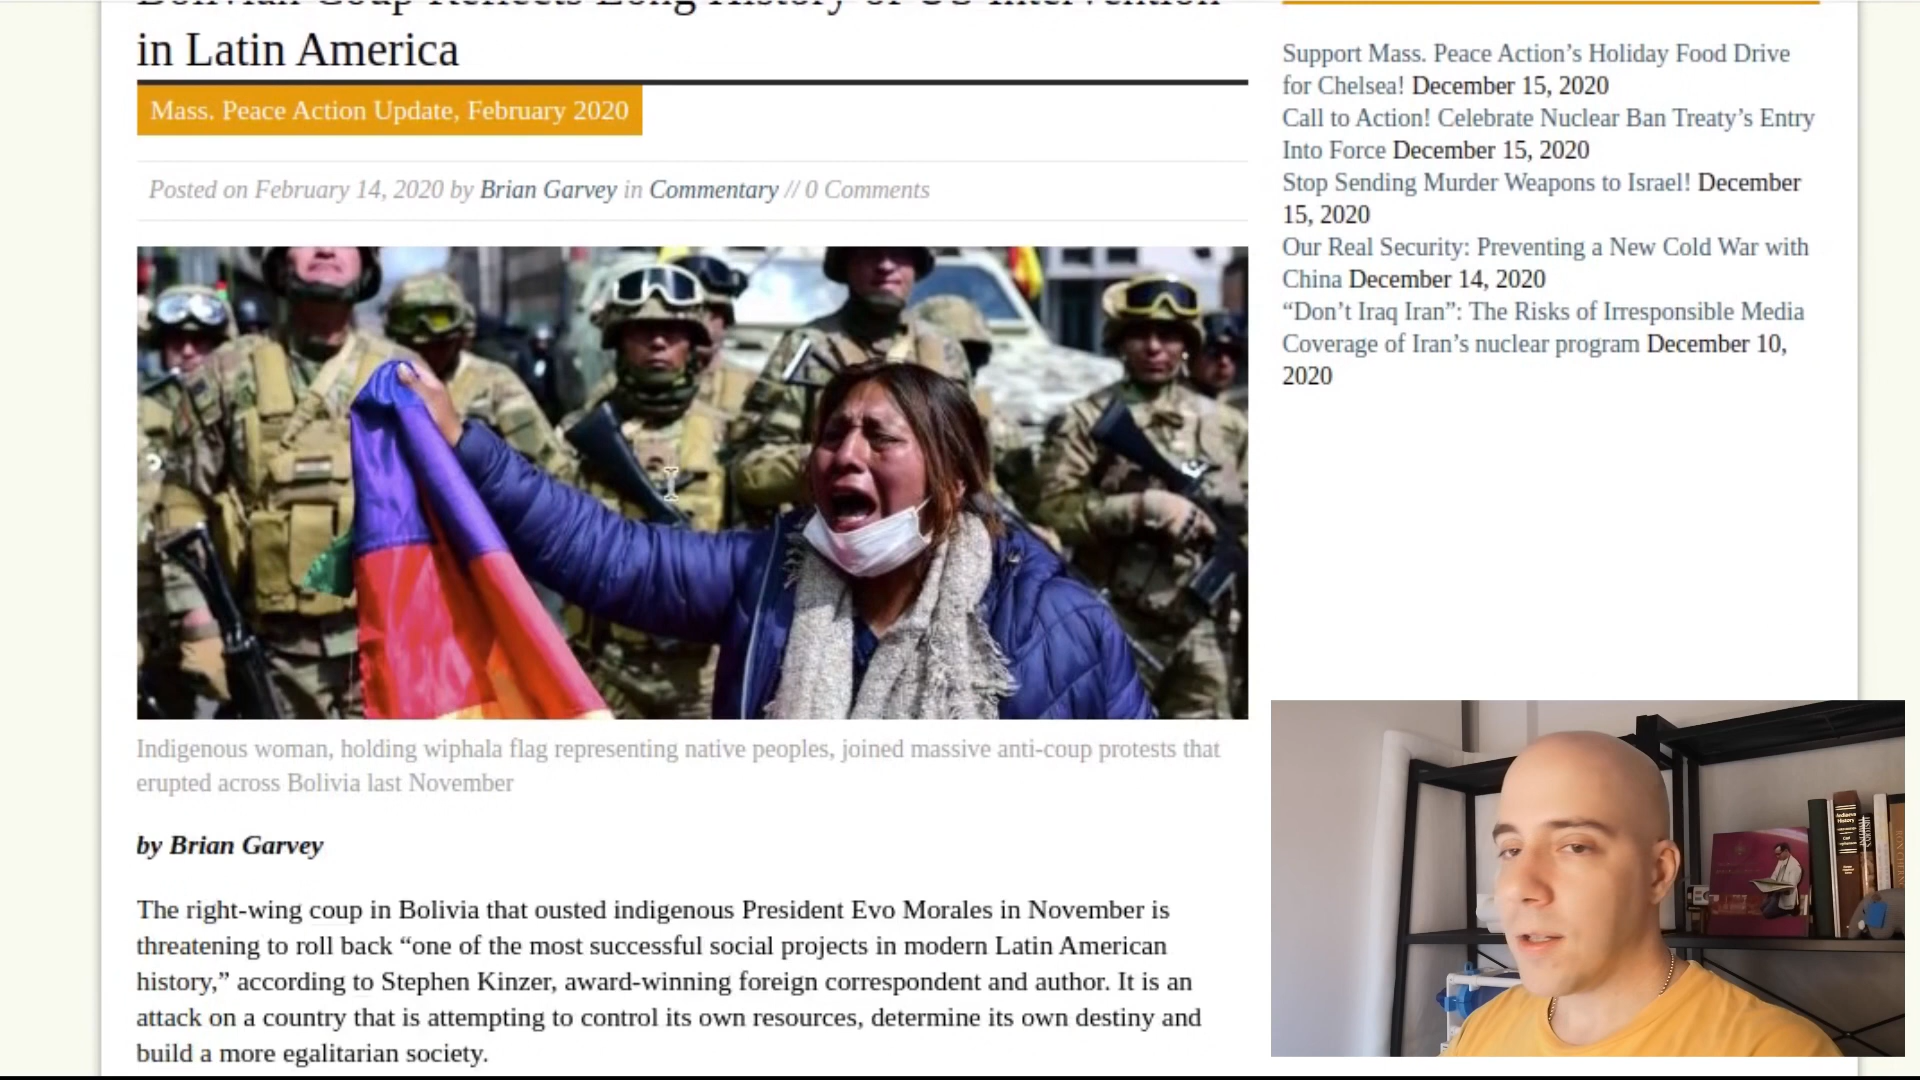 Bolivian Coup Reflects Long History of US Intervention
in Latin America
Mass. Peace Action Update, February 2020
Posted on February 14, 2020 by Brian Garvey in Commentary // 0 Comments
Indigenous woman, holding wiphala flag representing native peoples, joined massive anti-coup protests that
erupted across Bolivia last November
by Brian Garvey
The right-wing coup in Bolivia that ousted indigenous President Evo Morales in November is
threatening to roll back “one of the most successful social projects in modern Latin American
history,” according to Stephen Kinzer, award-winning foreign correspondent and author. It is an
attack on a country that is attempting to control its own resources, determine its own destiny and
build a more egalitarian society.
Support Mass. Peace Action’s Holiday Food Drive
for Chelsea! December 15, 2020
Call to Action! Celebrate Nuclear Ban Treaty’s Entry
Into Force December 15, 2020
Stop Sending Murder Weapons to Israel! December
15, 2020
Our Real Security: Preventing a New Cold War with
China December 14, 2020
“Don’t Iraq Iran”: The Risks of Irresponsible Media
Coverage of Iran’s nuclear program December 10,
2020